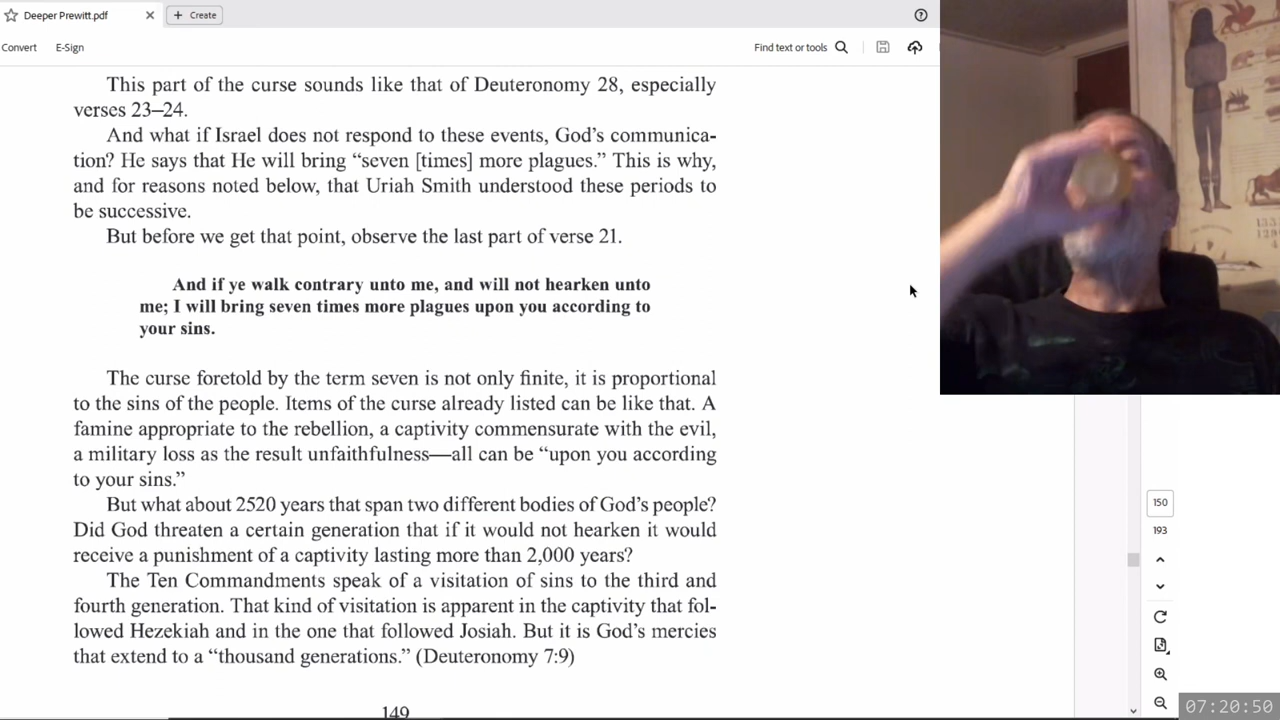 Deeper Prewitt.pdf
Create
Convert
E-Sign
Find text or tools
This part of the curse sounds like that of Deuteronomy 28, especially
verses 23–24.
And what if Israel does not respond to these events, God’s communica-
tion? He says that He will bring “seven [times] more plagues.” This is why,
and for reasons noted below, that Uriah Smith understood these periods to
be successive.
But before we get that point, observe the last part of verse 21.
And if ye walk contrary unto me, and will not hearken unto
me; I will bring seven times more plagues upon you according to
your sins.
The curse foretold by the term seven is not only finite, it is proportional
to the sins of the people. Items of the curse already listed can be like that. A
famine appropriate to the rebellion, a captivity commensurate with the evil,
a military loss as the result unfaithfulness—all can be “upon you according
to your sins.”
But what about 2520 years that span two different bodies of God’s people?
Did God threaten a certain generation that if it would not hearken it would
receive a punishment of a captivity lasting more than 2,000 years?
The Ten Commandments speak of a visitation of sins to the third and
fourth generation. That kind of visitation is apparent in the captivity that fol-
lowed Hezekiah and in the one that followed Josiah. But it is God’s mercies
that extend to a “thousand generations.” (Deuteronomy 7:9)
149
150
193
07:20:50